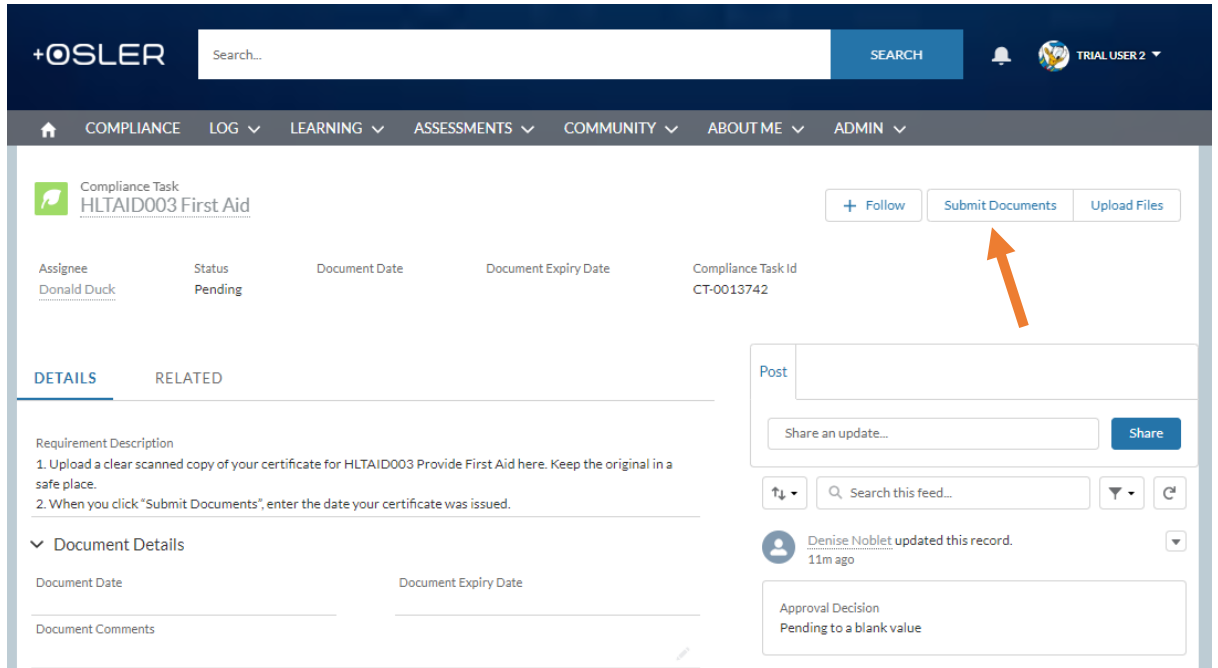 +OSLER
Search...
SEARCH
TRIAL USER 2
COMPLIANCE LOG LEARNING ASSESSMENTS COMMUNITY ABOUT ME ADMIN
Compliance Task
HLTAID003 First Aid
+ Follow
Submit Documents
Upload Files
Assignee Status Document Date Document Expiry Date Compliance Task Id
Donald Duck Pending CT-0013742
DETAILS RELATED
Requirement Description
1. Upload a clear scanned copy of your certificate for HLTAID003 Provide First Aid here. Keep the original in a
safe place.
2. When you click “Submit Documents”, enter the date your certificate was issued.
Document Details
Document Date Document Expiry Date
Document Comments
Post
Share an update...
Share
Search this feed...
Denise Noblet updated this record.
11m ago
Approval Decision
Pending to a blank value